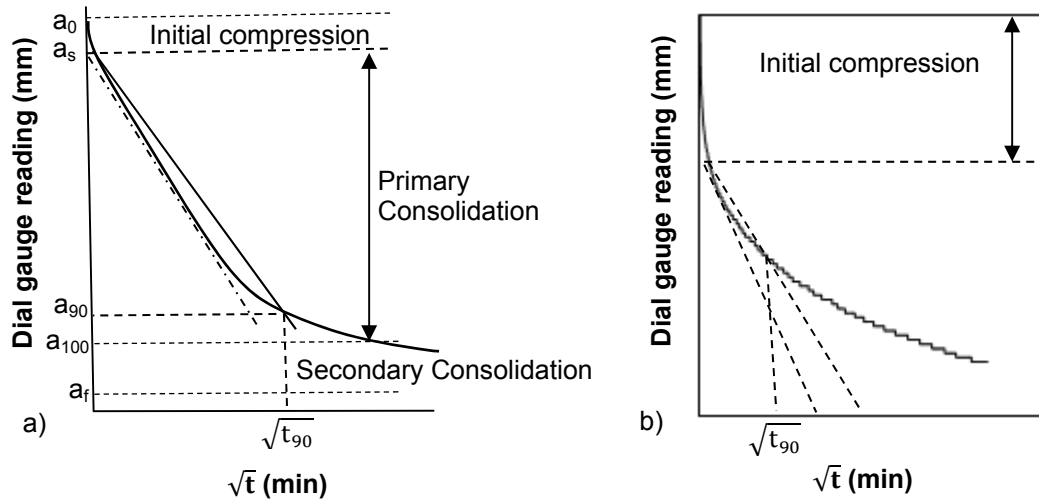 a₀
Initial compression
aₛ
Dial gauge reading (mm)
Primary
Consolidation
a₉₀
a₁₀₀
Secondary Consolidation
a_f
a)
√t₉₀
√t (min)
Initial compression
Dial gauge reading (mm)
b)
√t₉₀
√t (min)